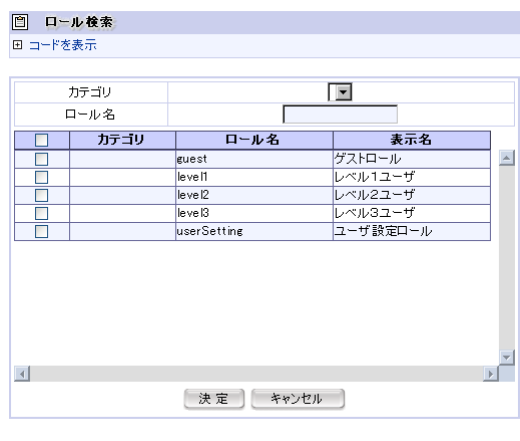 ロール検索
コードを表示
カテゴリ
ロール名
カテゴリ ロール名 表示名
guest ゲストロール
level1 レベル1ユーザ
level2 レベル2ユーザ
level3 レベル3ユーザ
userSetting ユーザ設定ロール
決定 キャンセル